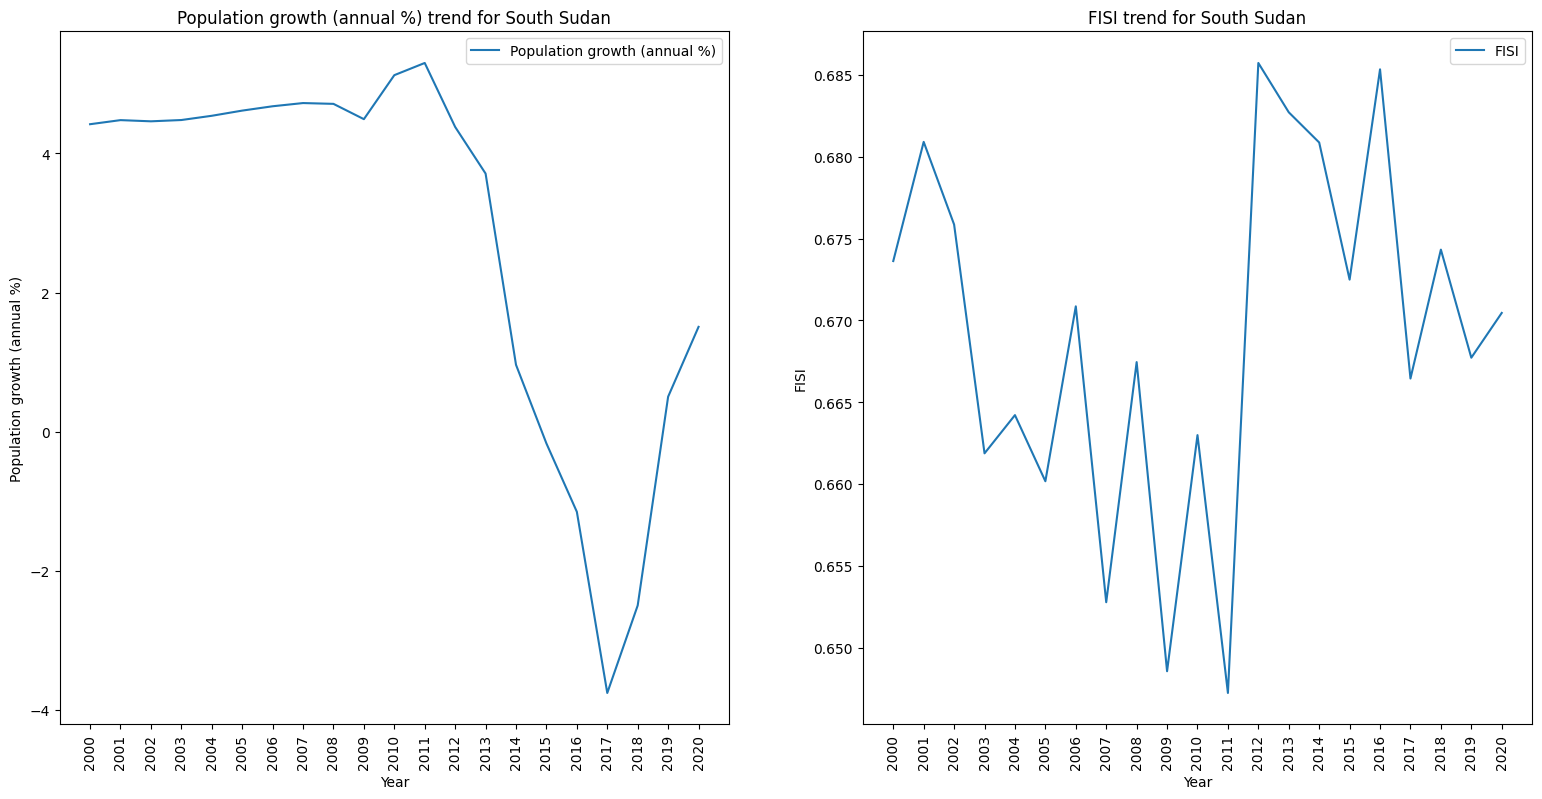 Population growth (annual %) trend for South Sudan
Population growth (annual %)
4
2
0
−2
−4
Population growth (annual %)
2000 2001 2002 2003 2004 2005 2006 2007 2008 2009 2010 2011 2012 2013 2014 2015 2016 2017 2018 2019 2020
Year
FISI trend for South Sudan
FISI
0.685
0.680
0.675
0.670
0.665
0.660
0.655
0.650
FISI
2000 2001 2002 2003 2004 2005 2006 2007 2008 2009 2010 2011 2012 2013 2014 2015 2016 2017 2018 2019 2020
Year